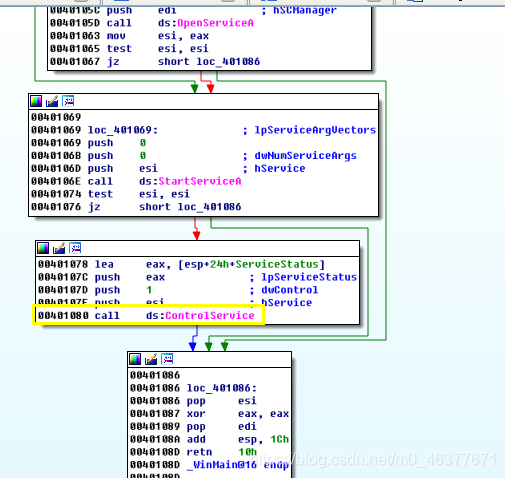 0040105C push    edi             ; hSCManager
0040105D call    ds:OpenServiceA
00401063 mov     esi, eax
00401065 test    esi, esi
00401067 jz      short loc_401086
00401069
00401069 loc_401069:             ; lpServiceArgVectors
00401069 push    0
0040106B push    0               ; dwNumServiceArgs
0040106D push    esi             ; hService
0040106E call    ds:StartServiceA
00401074 test    esi, esi
00401076 jz      short loc_401086
00401078 lea     eax, [esp+24h+ServiceStatus]
0040107C push    eax             ; lpServiceStatus
0040107D push    1               ; dwControl
0040107F push    esi             ; hService
00401080 call    ds:ControlService
00401086
00401086 loc_401086:
00401086 pop     esi
00401087 xor     eax, eax
00401089 pop     edi
0040108A add     esp, 1Ch
0040108D retn    10h
0040108D _WinMain@16 endp
0040108D
https://blog.csdn.net/m0_46377671